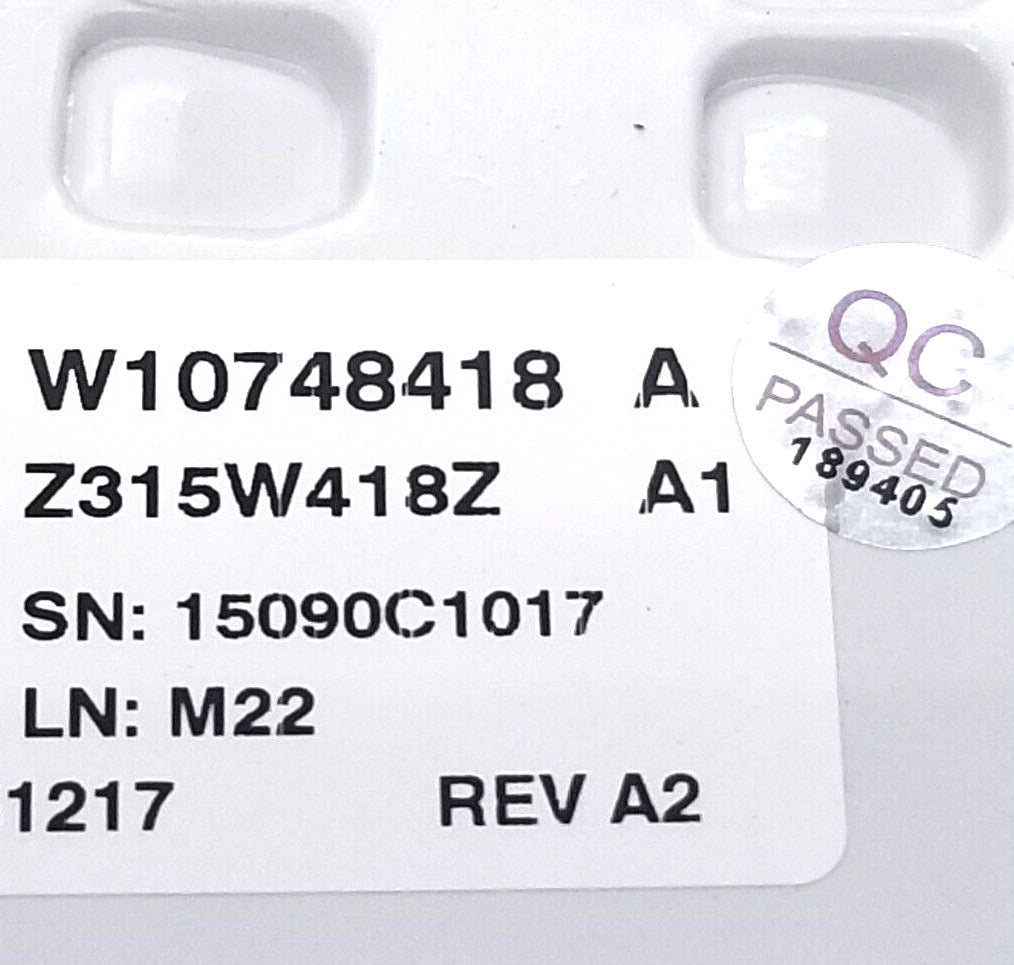 W10748418 A
Z315W418Z A1
SN: 15090C1017
LN: M22
1217 REV A2
QC
PASSED
189405